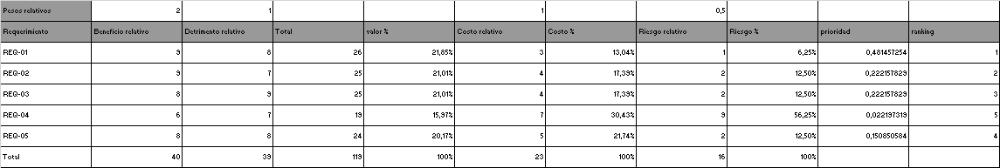 Pesos relativos 2 1 1 0,5
Requerimiento Beneficio relativo Detrimento relativo Total valor % Costo relativo Costo % Riesgo relativo Riesgo % prioridad ranking
REQ-01 9 8 26 21,85% 3 13,04% 1 6,25% 0,481457254 1
REQ-02 9 7 25 21,01% 4 17,39% 2 12,50% 0,222157829 2
REQ-03 8 9 25 21,01% 4 17,39% 2 12,50% 0,222157829 3
REQ-04 6 7 19 15,97% 7 30,43% 9 56,25% 0,022197319 5
REQ-05 8 8 24 20,17% 5 21,74% 2 12,50% 0,150850584 4
Total 40 39 119 100% 23 100% 16 100%